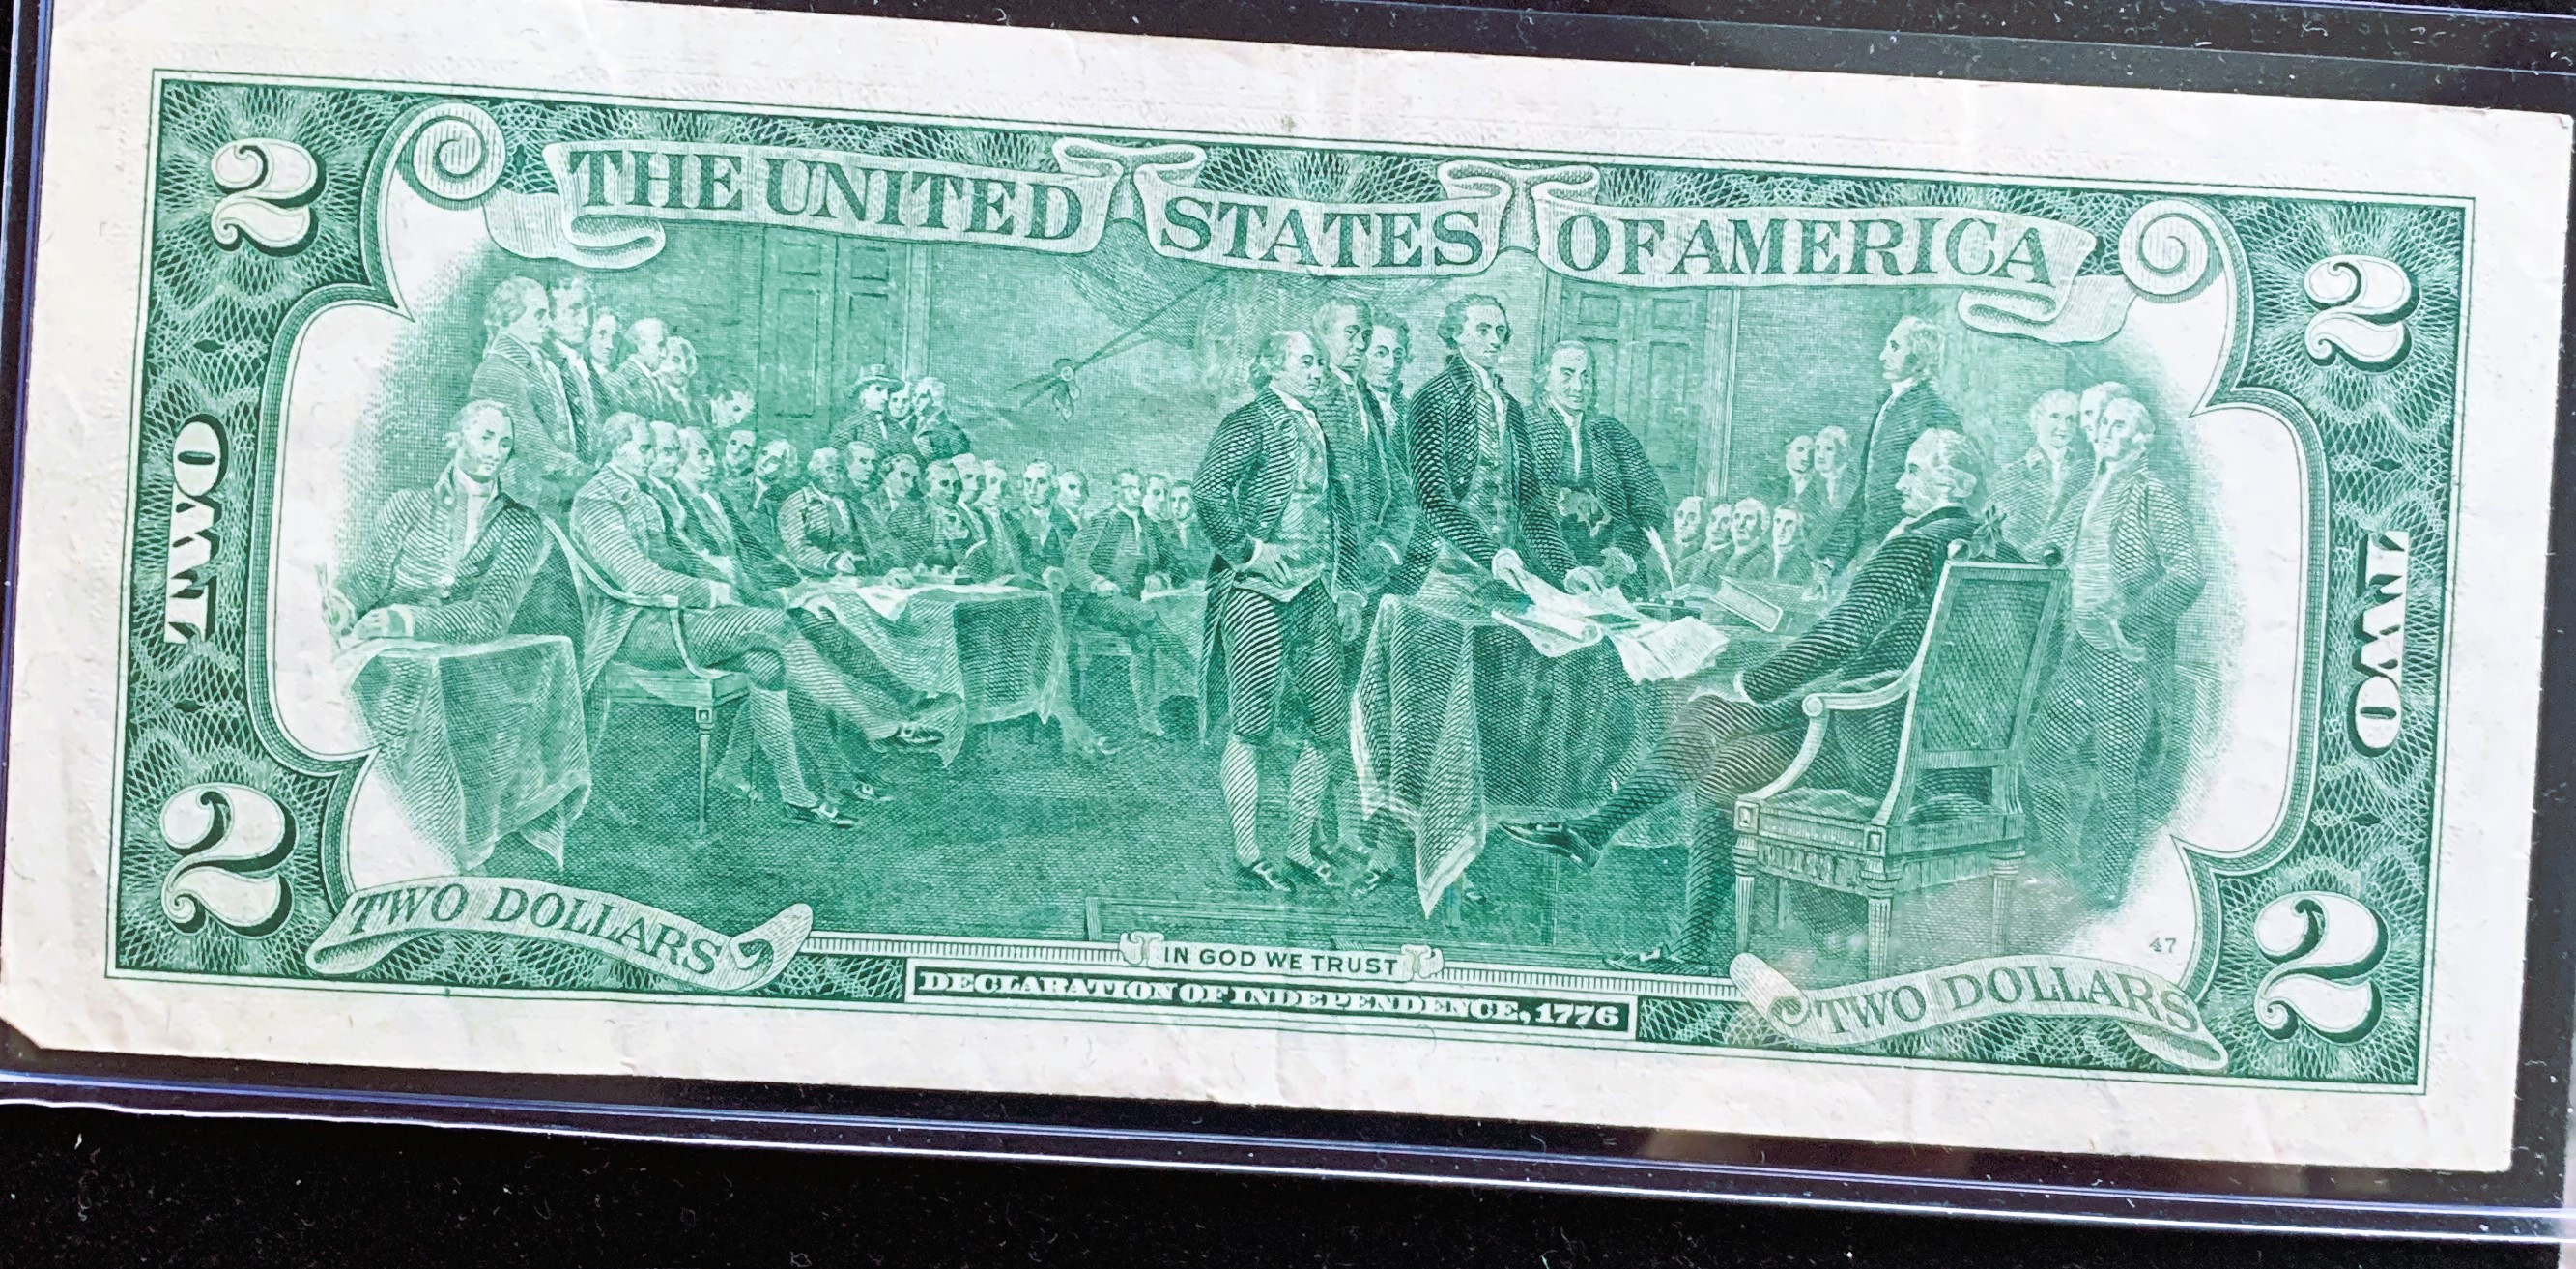 2 THE UNITED STATES OF AMERICA 2
TWO TWO
2 TWO DOLLARS IN GOD WE TRUST 47 2
DECLARATION OF INDEPENDENCE, 1776 TWO DOLLARS